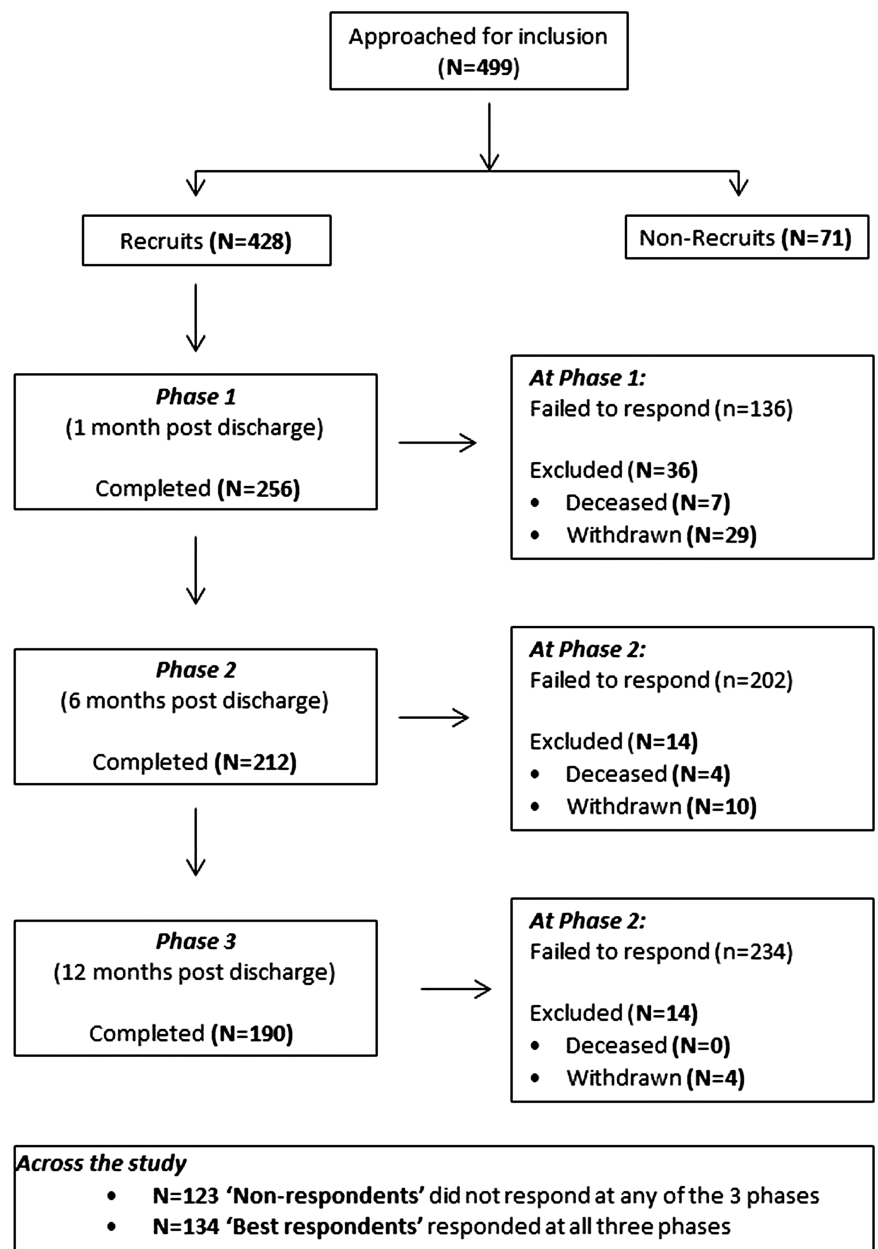 Approached for inclusion
(N=499)
Recruits (N=428)
Non-Recruits (N=71)
Phase 1
(1 month post discharge)
Completed (N=256)
At Phase 1:
Failed to respond (n=136)
Excluded (N=36)
• Deceased (N=7)
• Withdrawn (N=29)
Phase 2
(6 months post discharge)
Completed (N=212)
At Phase 2:
Failed to respond (n=202)
Excluded (N=14)
• Deceased (N=4)
• Withdrawn (N=10)
Phase 3
(12 months post discharge)
Completed (N=190)
At Phase 2:
Failed to respond (n=234)
Excluded (N=14)
• Deceased (N=0)
• Withdrawn (N=4)
Across the study
• N=123 ‘Non-respondents’ did not respond at any of the 3 phases
• N=134 ‘Best respondents’ responded at all three phases